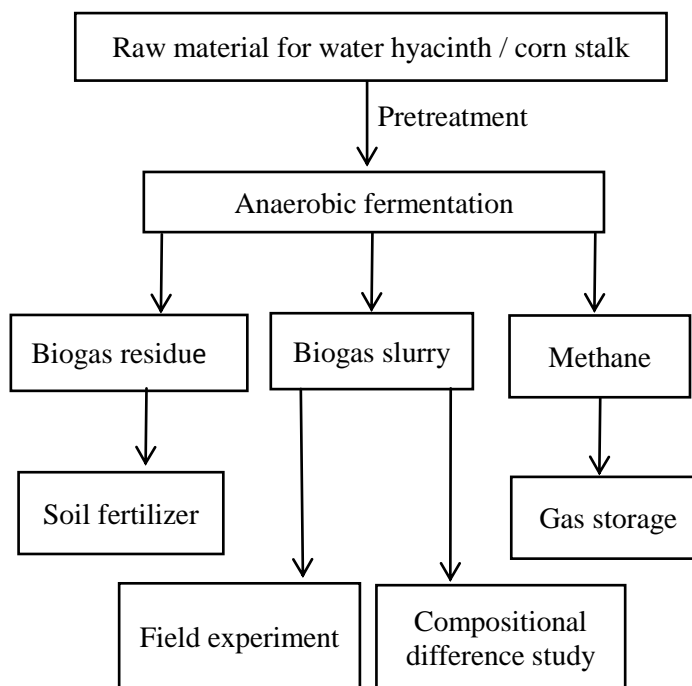 Raw material for water hyacinth / corn stalk
Pretreatment
Anaerobic fermentation
Biogas residue
Biogas slurry
Methane
Soil fertilizer
Gas storage
Field experiment
Compositional
difference study